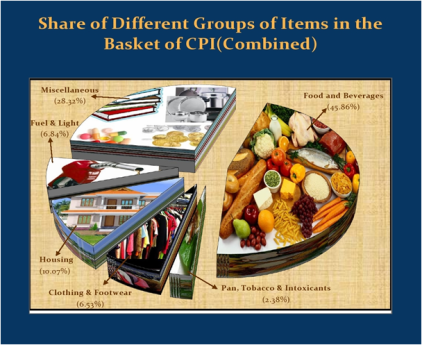 Share of Different Groups of Items in the
Basket of CPI(Combined)
Miscellaneous
(28.32%)
Food and Beverages
(45.86%)
Fuel & Light
(6.84%)
Housing
(10.07%)
Clothing & Footwear
(6.53%)
Pan, Tobacco & Intoxicants
(2.38%)